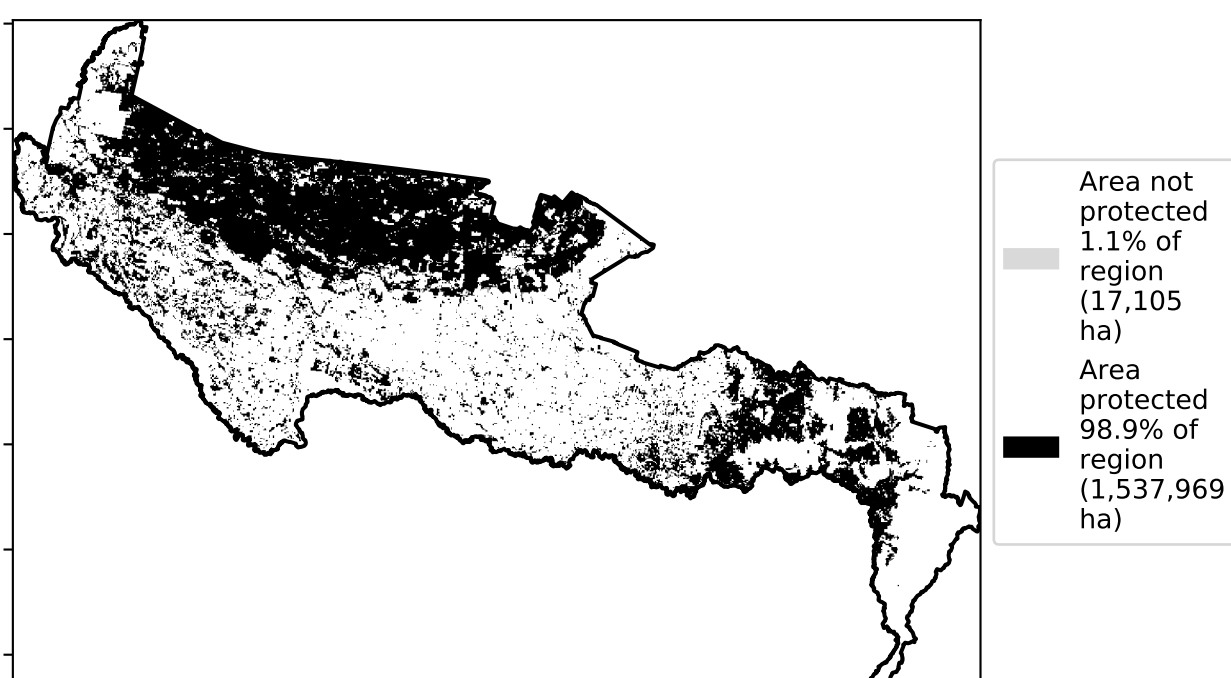 Area not
protected
1.1% of
region
(17,105
ha)
Area
protected
98.9% of
region
(1,537,969
ha)